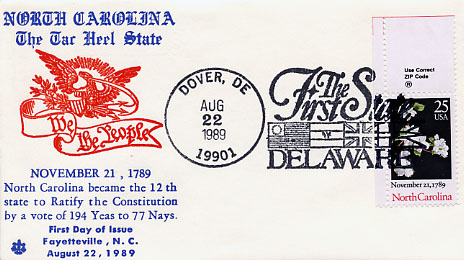 NORTH CAROLINA
The Tar Heel State
We the People
NOVEMBER 21 , 1789
North Carolina became the 12 th
state to Ratify the Constitution
by a vote of 194 Yeas to 77 Nays.
First Day of Issue
Fayetteville , N. C.
August 22, 1989
DOVER, DE
AUG
22
1989
19901
The
First State
DELAWARE
Use Correct
ZIP Code
®
25
USA
November 21, 1789
North Carolina